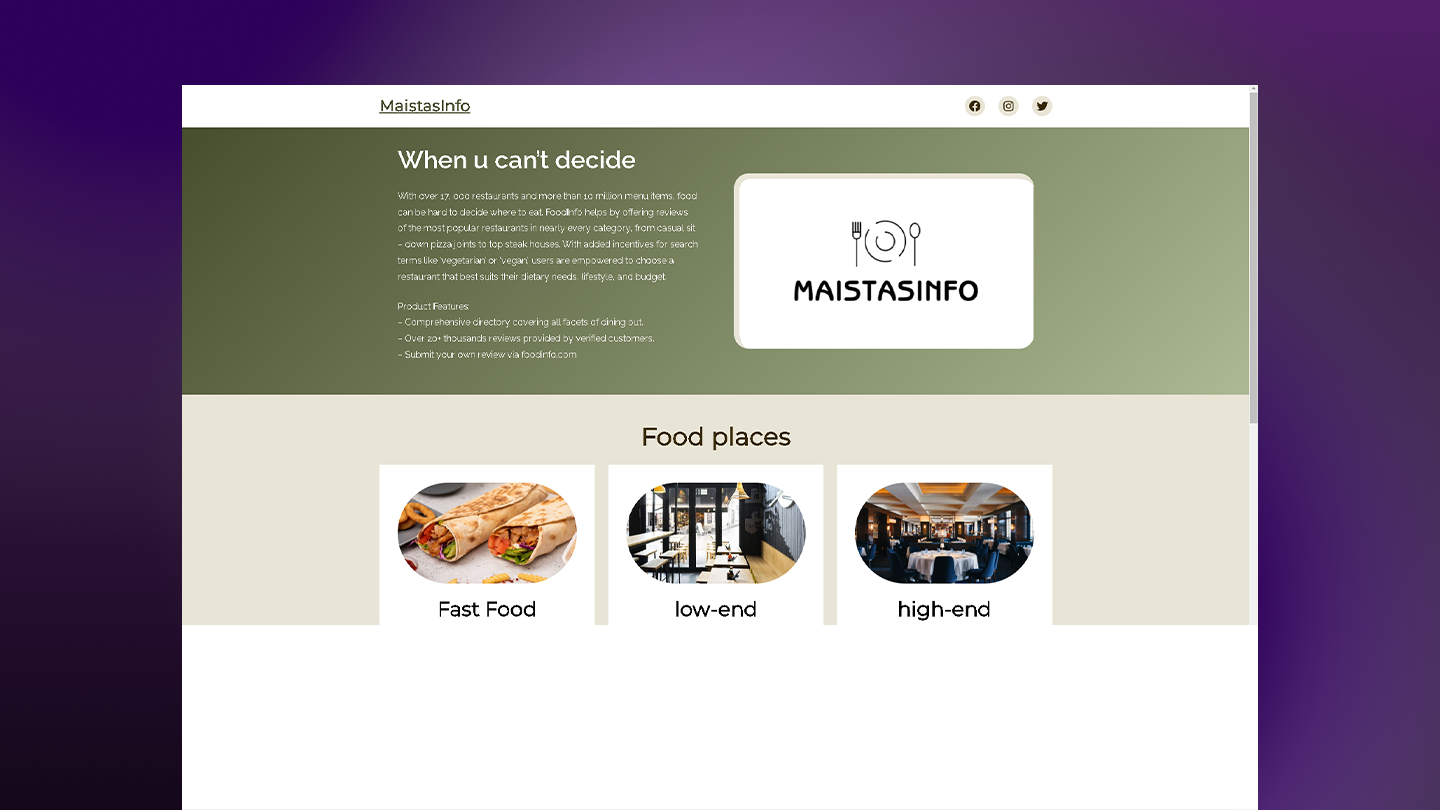 MaistasInfo
When u can't decide
With over 17, 000 restaurants and more than 10 million menu items, food
can be hard to decide where to eat. FoodInfo helps by offering reviews
of the most popular restaurants in nearly every category, from casual sit
– down pizza joints to top steak houses. With added incentives for search
terms like 'vegetarian' or 'vegan', users are empowered to choose a
restaurant that best suits their dietary needs, lifestyle, and budget.
Product Features:
– Comprehensive directory covering all facets of dining out.
– Over 20+ thousands reviews provided by verified customers.
– Submit your own review via foodinfo.com
MAISTASINFO
Food places
Fast Food
low-end
high-end